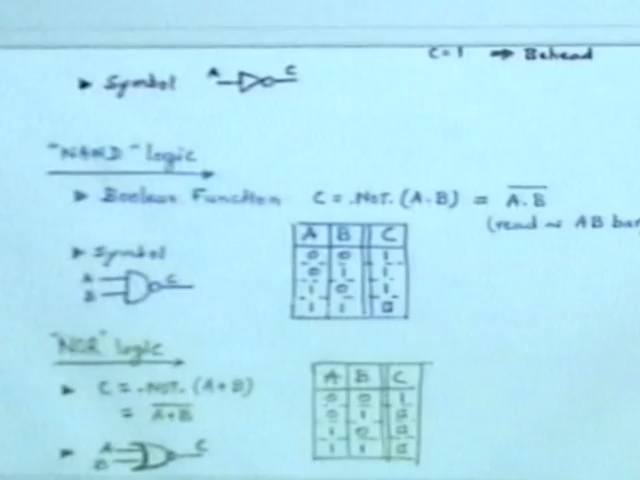 C=1 ⇒ Behead
▸ Symbol A C
"NAND" logic
▸ Boolean Function C = .NOT. (A.B) = A̅.̅B̅
(read as AB bar
▸ Symbol
A B C
A B C
0 0 1
0 1 1
1 0 1
1 1 0
"NOR" logic
▸ C = .NOT. (A+B)
= A̅+̅B̅
▸ A B C
A B C
0 0 1
0 1 0
1 0 0
1 1 0